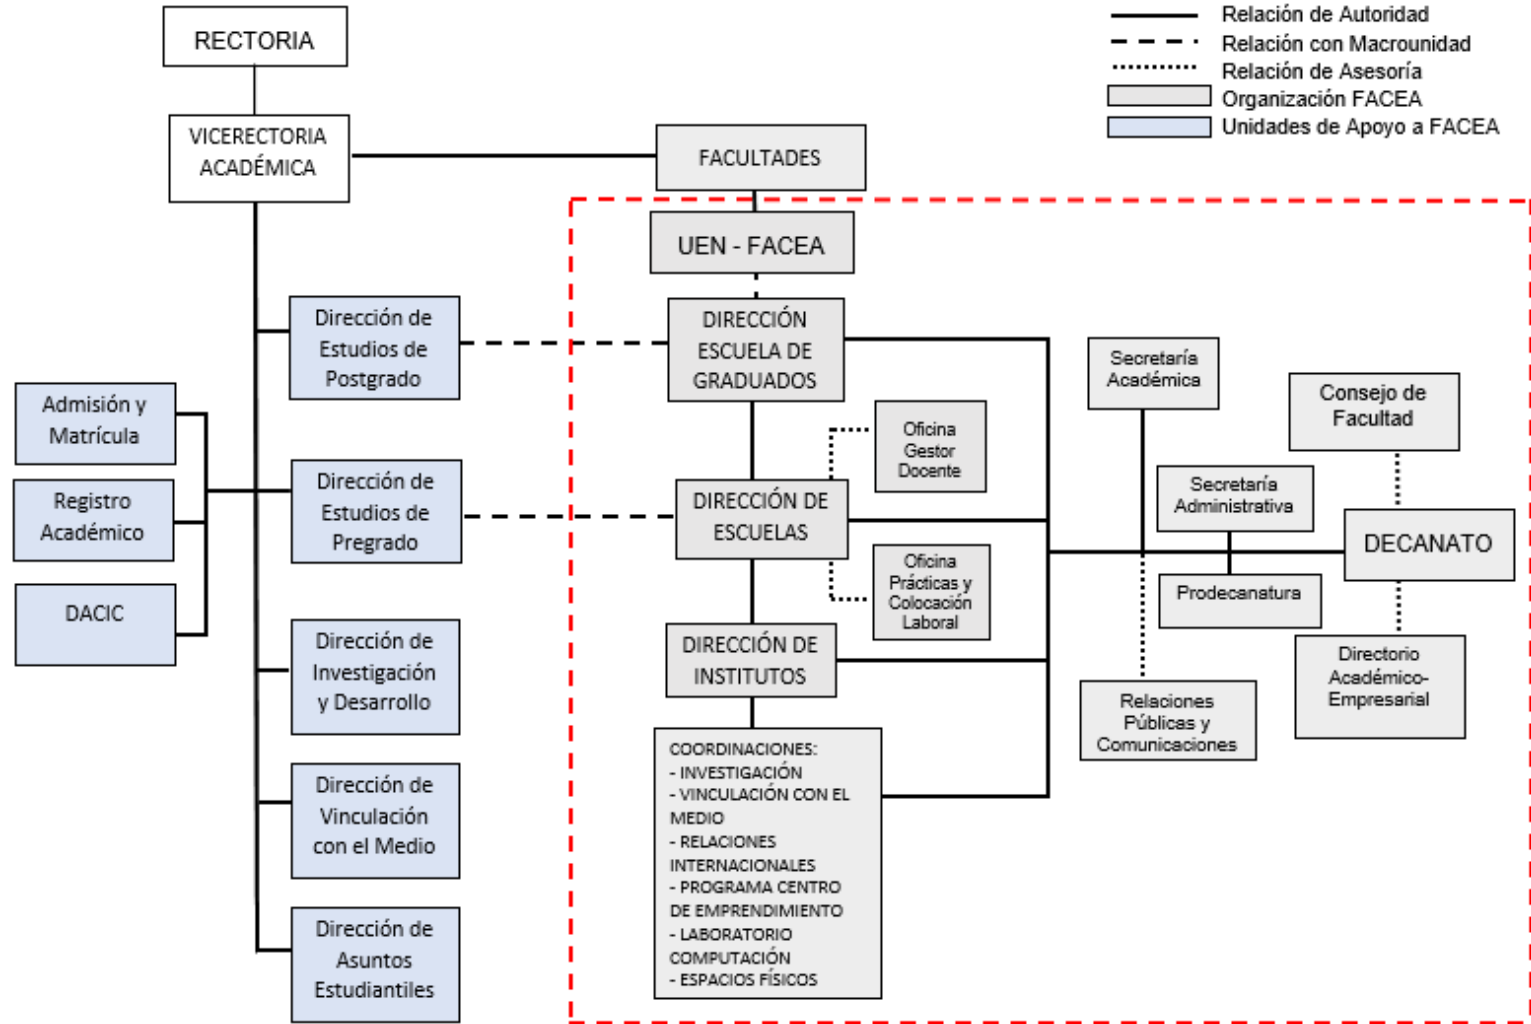 RECTORIA
VICERECTORIA
ACADÉMICA
FACULTADES
Relación de Autoridad
Relación con Macrounidad
Relación de Asesoría
Organización FACEA
Unidades de Apoyo a FACEA
UEN - FACEA
Dirección de
Estudios de
Postgrado
Admisión y
Matrícula
Registro
Académico
DACIC
Dirección de
Estudios de
Pregrado
Dirección de
Investigación
y Desarrollo
Dirección de
Vinculación
con el Medio
Dirección de
Asuntos
Estudiantiles
DIRECCIÓN
ESCUELA DE
GRADUADOS
Oficina
Gestor
Docente
DIRECCIÓN DE
ESCUELAS
Oficina
Prácticas y
Colocación
Laboral
DIRECCIÓN DE
INSTITUTOS
COORDINACIONES:
- INVESTIGACIÓN
- VINCULACIÓN CON EL
MEDIO
- RELACIONES
INTERNACIONALES
- PROGRAMA CENTRO
DE EMPRENDIMIENTO
- LABORATORIO
COMPUTACIÓN
- ESPACIOS FÍSICOS
Secretaría
Académica
Secretaría
Administrativa
Prodecanatura
Relaciones
Públicas y
Comunicaciones
Consejo de
Facultad
DECANATO
Directorio
Académico-
Empresarial